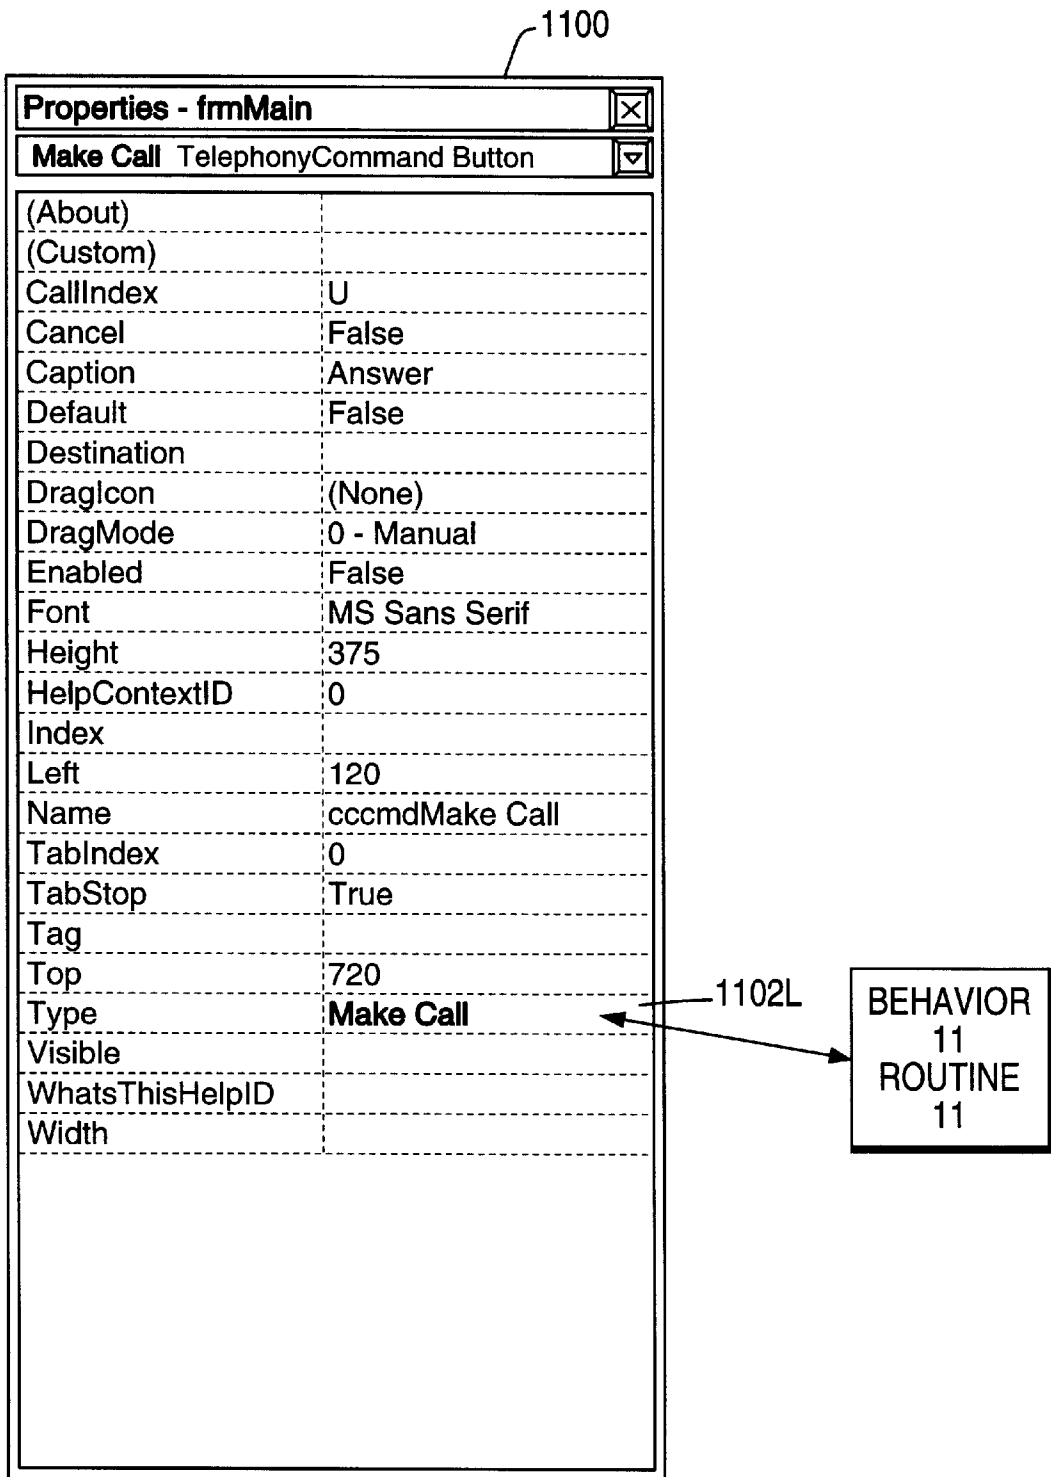 1100
Properties - frmMain
Make Call TelephonyCommand Button
(About)
(Custom)
CallIndex U
Cancel False
Caption Answer
Default False
Destination
DragIcon (None)
DragMode 0 - Manual
Enabled False
Font MS Sans Serif
Height 375
HelpContextID 0
Index
Left 120
Name cccmdMake Call
TabIndex 0
TabStop True
Tag
Top 720
Type Make Call
Visible
WhatsThisHelpID
Width
1102L
BEHAVIOR
11
ROUTINE
11